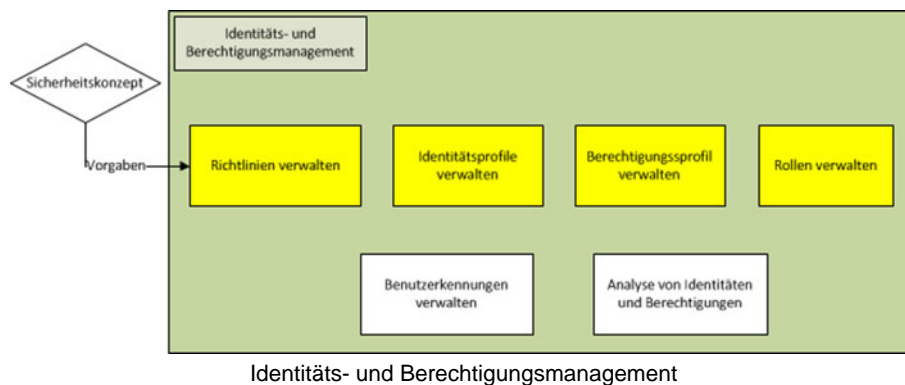 Identitäts- und
Berechtigungsmanagement
Sicherheitskonzept
Vorgaben
Richtlinien verwalten
Identitätsprofile
verwalten
Berechtigungssprofil
verwalten
Rollen verwalten
Benutzerkennungen
verwalten
Analyse von Identitäten
und Berechtigungen
Identitäts- und Berechtigungsmanagement